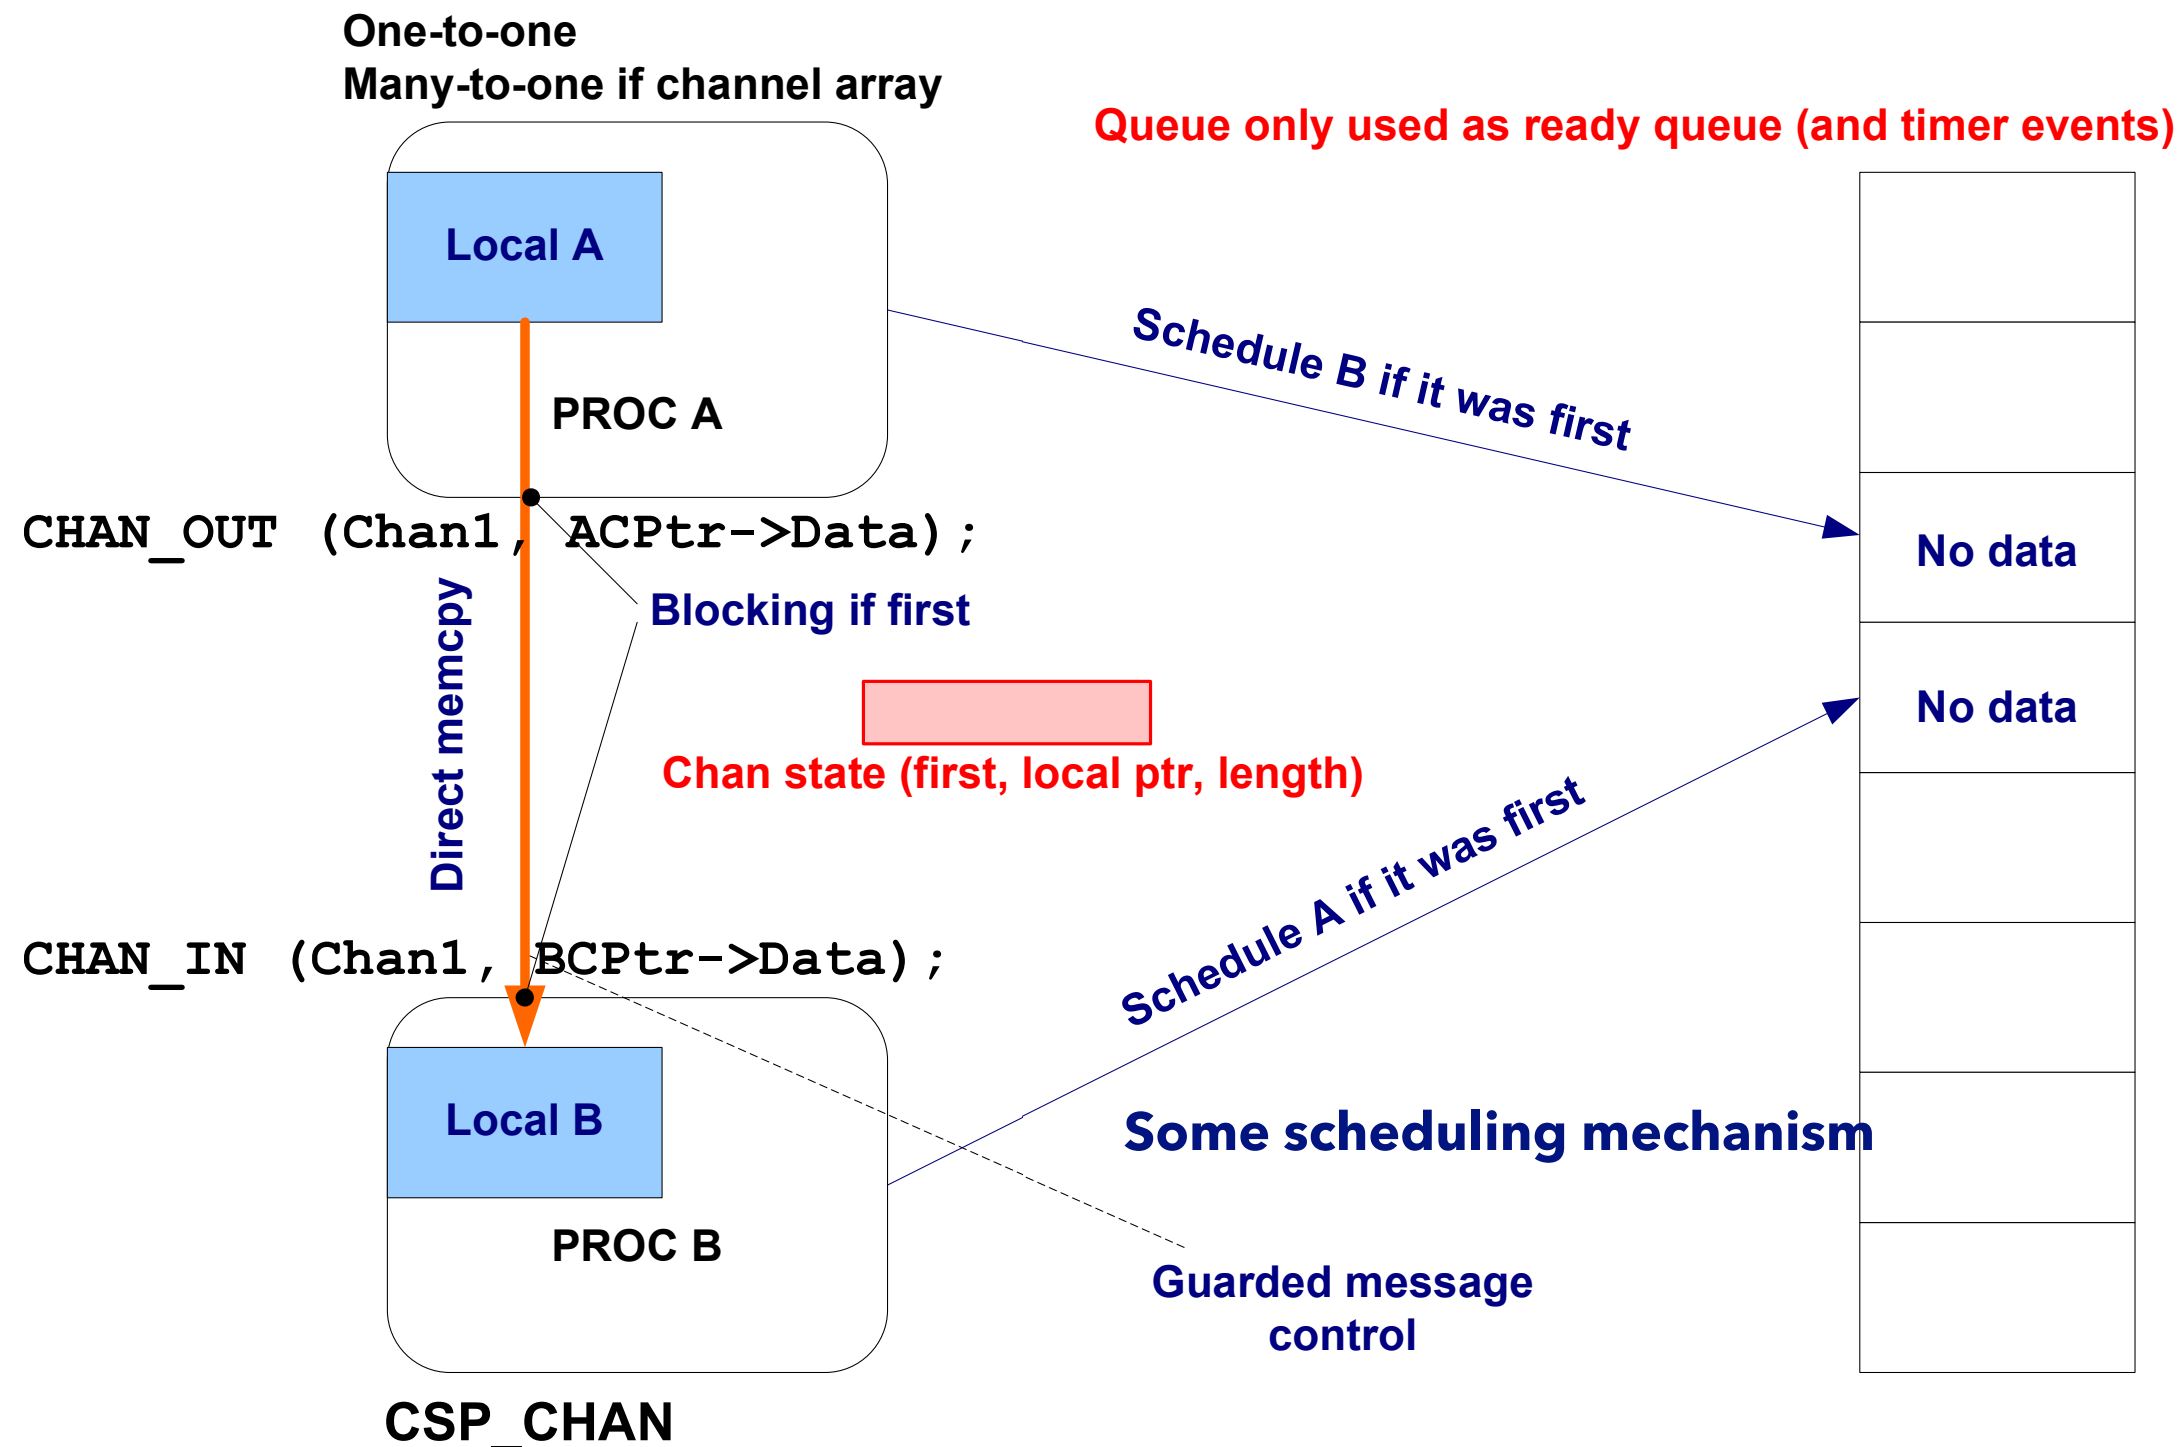 One-to-one
Many-to-one if channel array
Queue only used as ready queue (and timer events)
Local A
Schedule B if it was first
PROC A
CHAN_OUT (Chan1, ACPtr->Data);
No data
Blocking if first
Direct memcpy
No data
Chan state (first, local ptr, length)
Schedule A if it was first
CHAN_IN (Chan1, BCPtr->Data);
Local B
Some scheduling mechanism
PROC B
Guarded message
control
CSP_CHAN